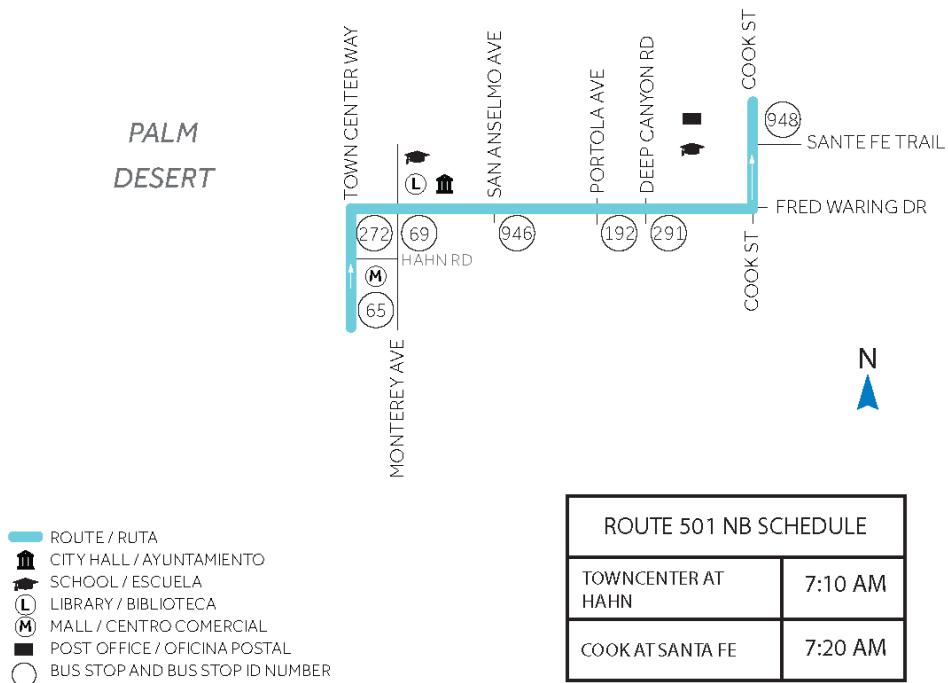 PALM
DESERT
TOWN CENTER WAY
SAN ANSELMO AVE
PORTOLA AVE
DEEP CANYON RD
COOK ST
948
SANTE FE TRAIL
L
FRED WARING DR
272
69
946
192
291
HAHN RD
M
65
COOK ST
MONTEREY AVE
N
ROUTE / RUTA
CITY HALL / AYUNTAMIENTO
SCHOOL / ESCUELA
L LIBRARY / BIBLIOTECA
M MALL / CENTRO COMERCIAL
POST OFFICE / OFICINA POSTAL
BUS STOP AND BUS STOP ID NUMBER
ROUTE 501 NB SCHEDULE
TOWNCENTER AT
HAHN
7:10 AM
COOK AT SANTA FE
7:20 AM